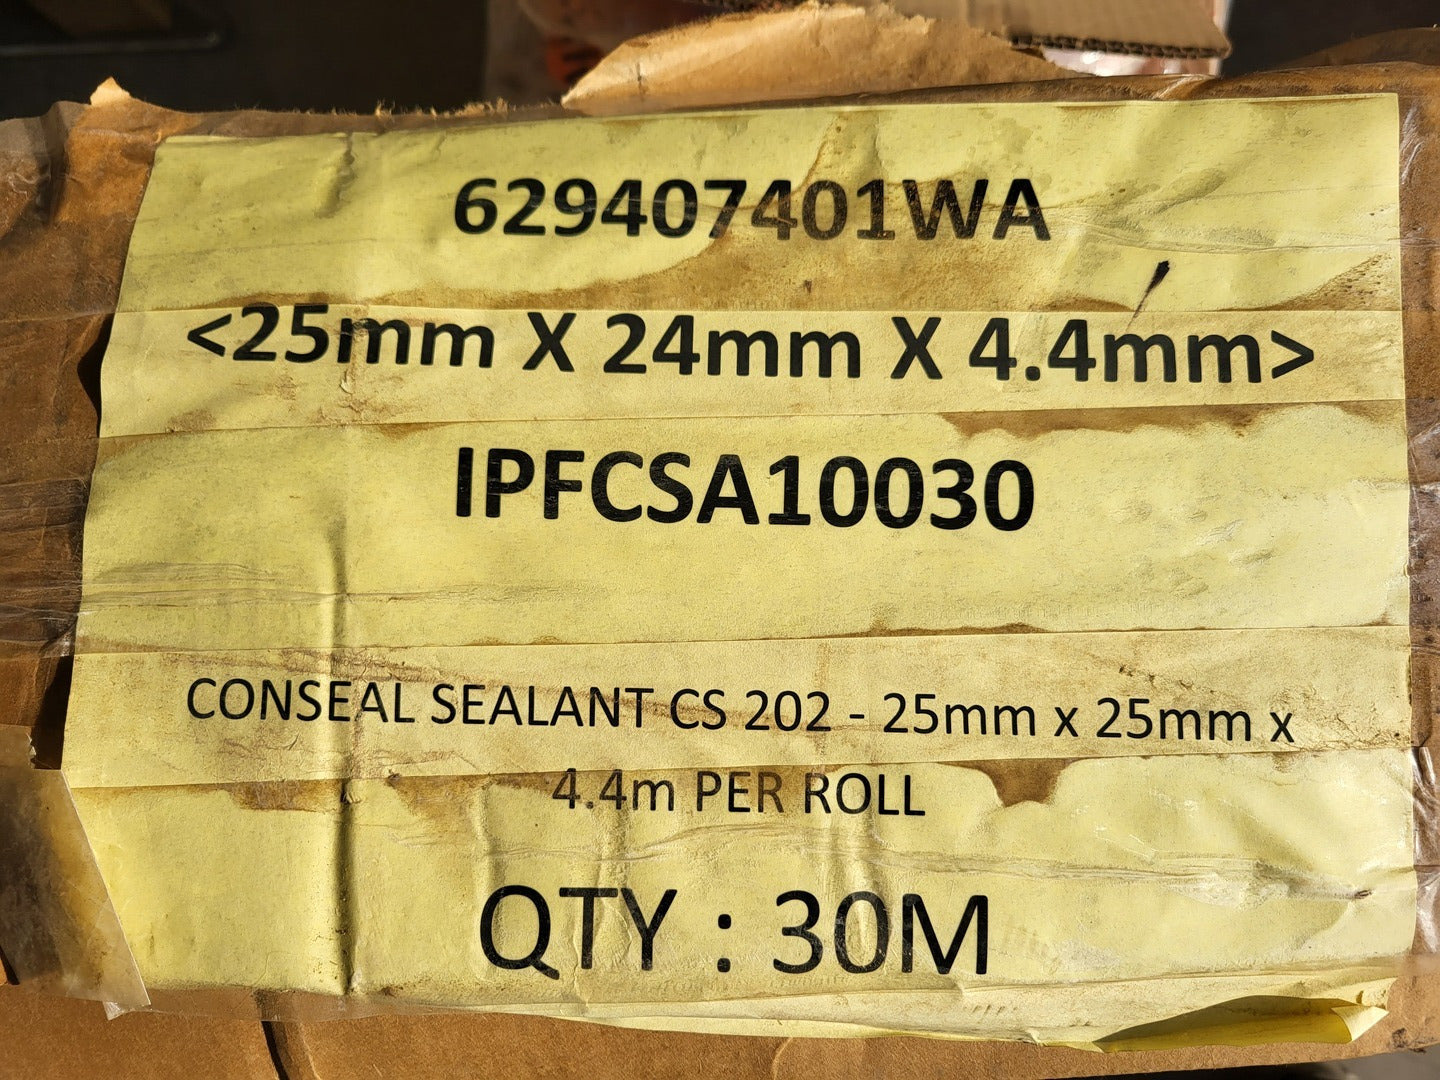 629407401WA
<25mm X 24mm X 4.4mm>
IPFCSA10030
CONSEAL SEALANT CS 202 - 25mm x 25mm x
4.4m PER ROLL
QTY : 30M